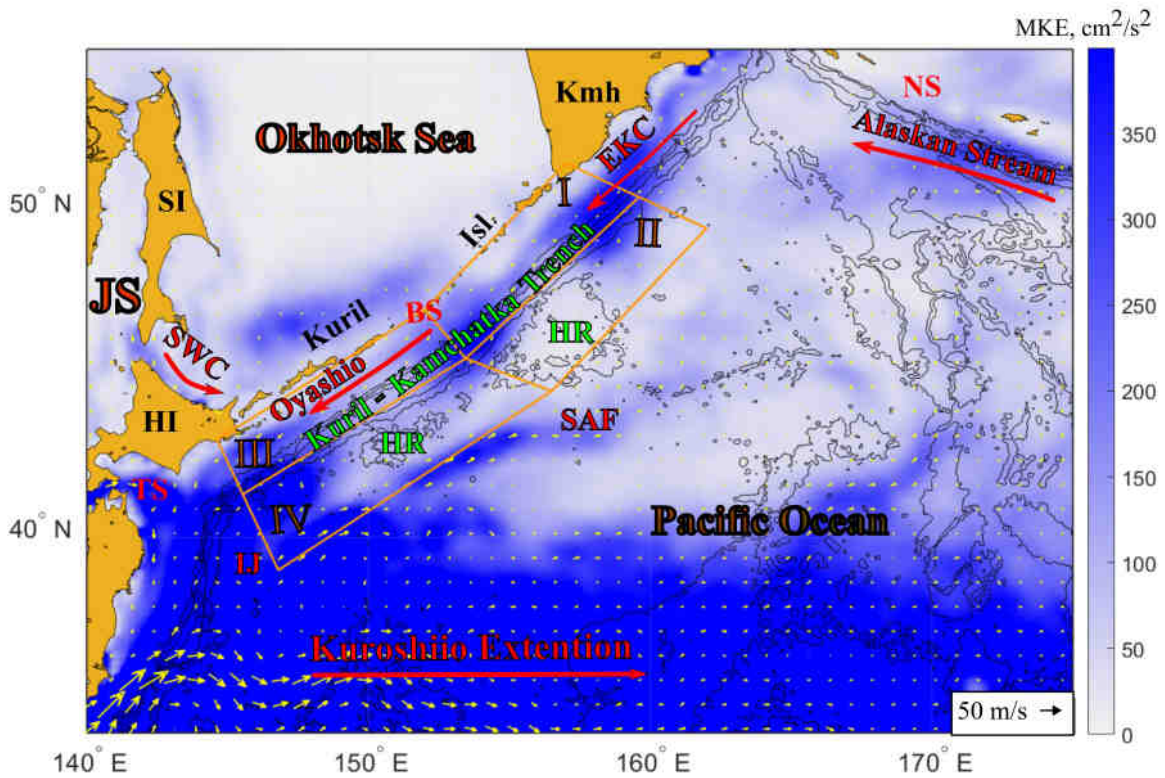 MKE, cm²/s²
350
300
250
200
150
100
50
0
50° N
40° N
140° E
150° E
160° E
170° E
Okhotsk Sea
Kmh
NS
Alaskan Stream
EKC
SI
I
II
Isl.
JS
Kuril
BS
SWC
Oyashio
Kuril - Kamchatka Trench
HR
HI
HR
SAF
III
TS
IV
Pacific Ocean
Kuroshiio Extention
50 m/s